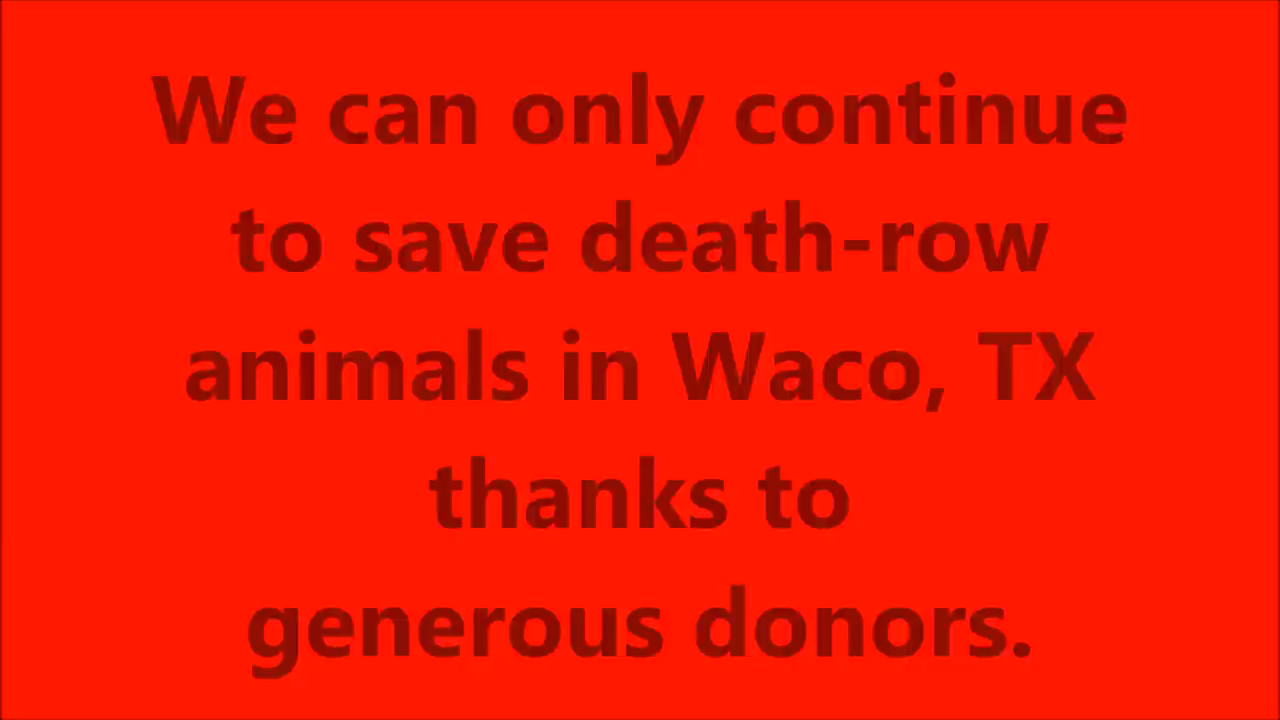 We can only continue
to save death-row
animals in Waco, TX
thanks to
generous donors.